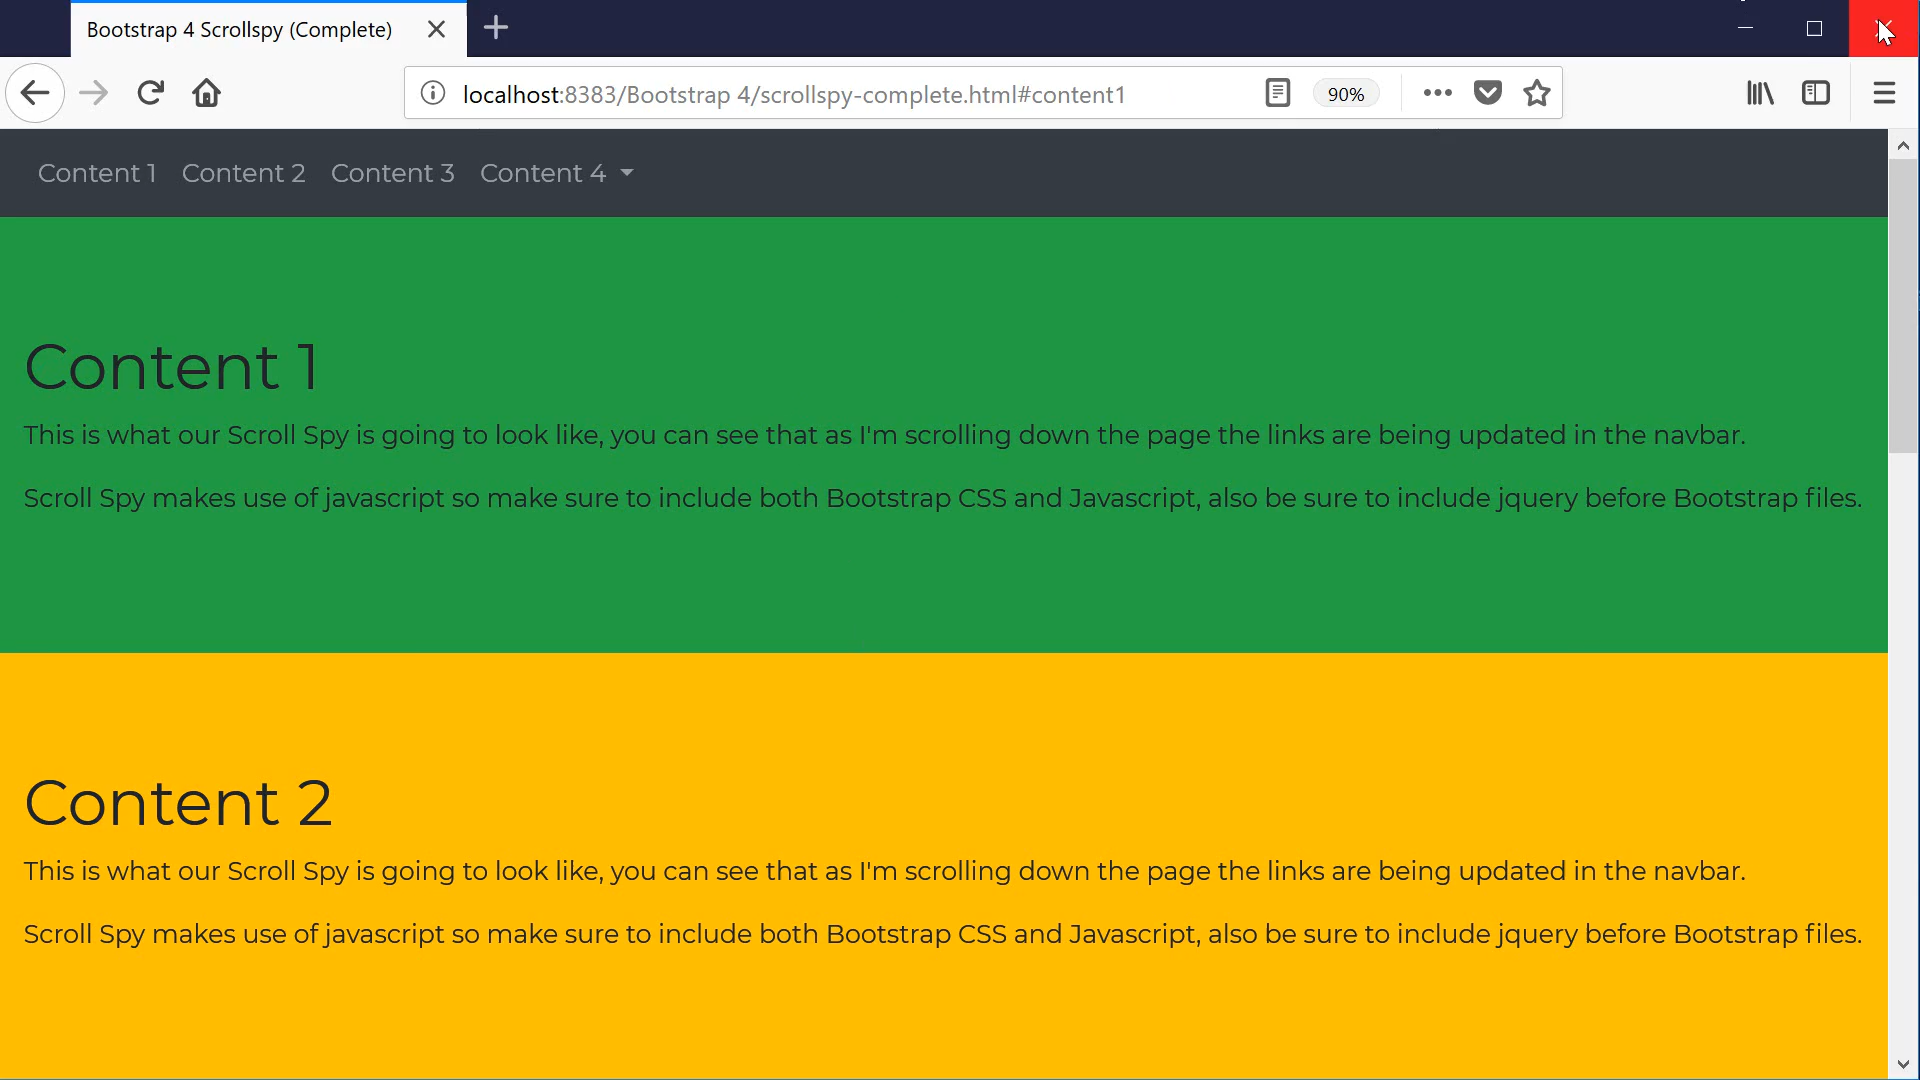 Bootstrap 4 Scrollspy (Complete)
localhost:8383/Bootstrap 4/scrollspy-complete.html#content1
90%
Content 1 Content 2 Content 3 Content 4
Content 1
This is what our Scroll Spy is going to look like, you can see that as I'm scrolling down the page the links are being updated in the navbar.
Scroll Spy makes use of javascript so make sure to include both Bootstrap CSS and Javascript, also be sure to include jquery before Bootstrap files.
Content 2
This is what our Scroll Spy is going to look like, you can see that as I'm scrolling down the page the links are being updated in the navbar.
Scroll Spy makes use of javascript so make sure to include both Bootstrap CSS and Javascript, also be sure to include jquery before Bootstrap files.